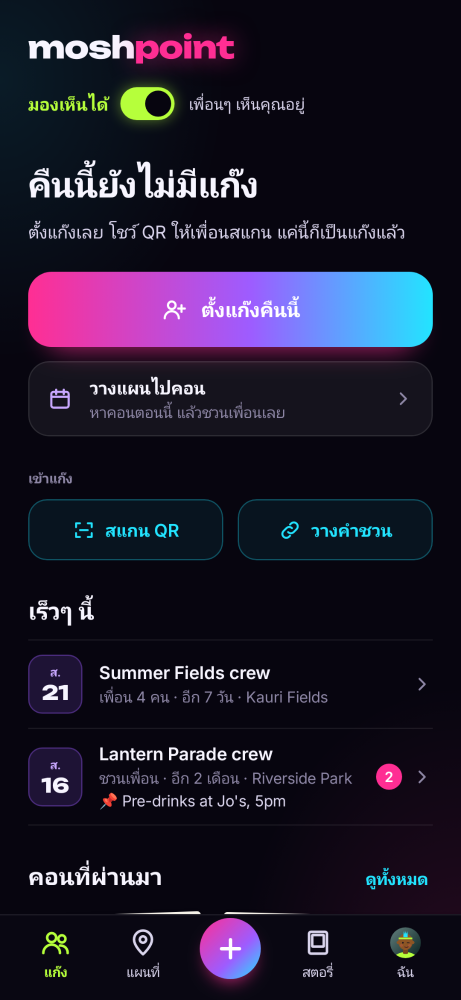 moshpoint
มองเห็นได้ เพื่อนๆ เห็นคุณอยู่
คืนนี้ยังไม่มีแก๊ง
ตั้งแก๊งเลย โชว์ QR ให้เพื่อนสแกน แค่นี้ก็เป็นแก๊งแล้ว
ตั้งแก๊งคืนนี้
วางแผนไปคอน
หาคอนตอนนี้ แล้วชวนเพื่อนเลย
เข้าแก๊ง
สแกน QR
วางคำชวน
เร็วๆ นี้
ส.
21
Summer Fields crew
เพื่อน 4 คน · อีก 7 วัน · Kauri Fields
ส.
16
Lantern Parade crew
ชวนเพื่อน · อีก 2 เดือน · Riverside Park
📌 Pre-drinks at Jo's, 5pm
2
คอนที่ผ่านมา
ดูทั้งหมด
แก๊ง
แผนที่
สตอรี่
ฉัน